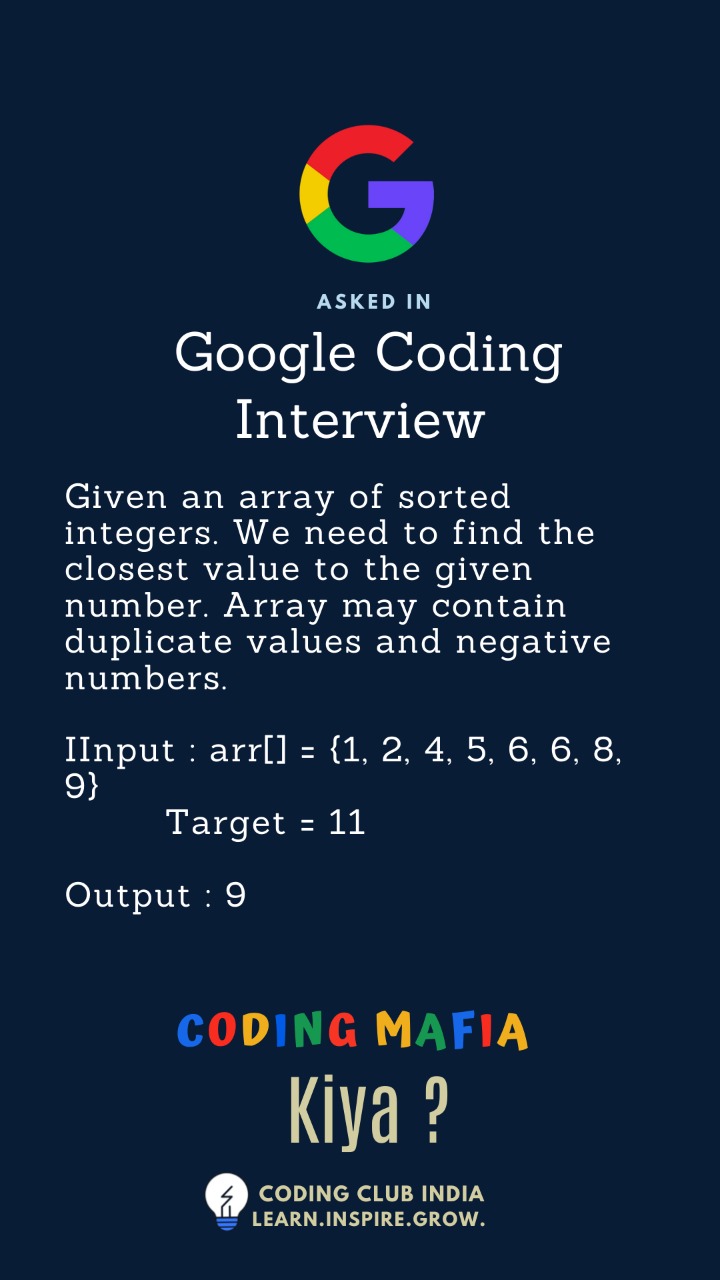 ASKED IN
Google Coding
Interview
Given an array of sorted
integers. We need to find the
closest value to the given
number. Array may contain
duplicate values and negative
numbers.
IInput : arr[] = {1, 2, 4, 5, 6, 6, 8,
9}
Target = 11
Output : 9
CODING MAFIA
Kiya ?
CODING CLUB INDIA
LEARN.INSPIRE.GROW.